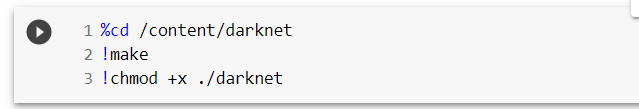 1 %cd /content/darknet
2 !make
3 !chmod +x ./darknet